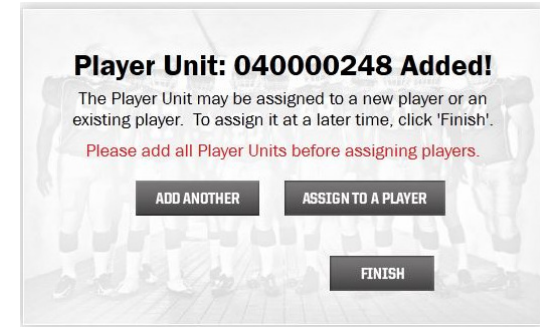 Player Unit: 040000248 Added!
The Player Unit may be assigned to a new player or an
existing player. To assign it at a later time, click 'Finish'.
Please add all Player Units before assigning players.
ADD ANOTHER
ASSIGN TO A PLAYER
FINISH